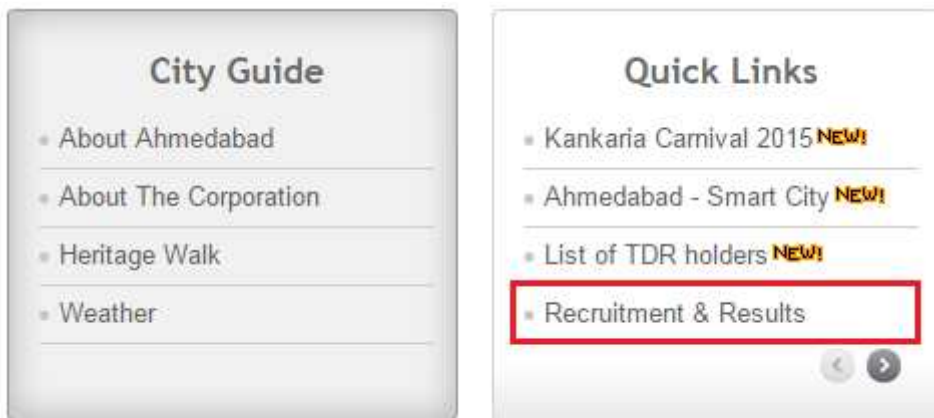 City Guide
About Ahmedabad
About The Corporation
Heritage Walk
Weather
Quick Links
Kankaria Carnival 2015 NEW!
Ahmedabad - Smart City NEW!
List of TDR holders NEW!
Recruitment & Results